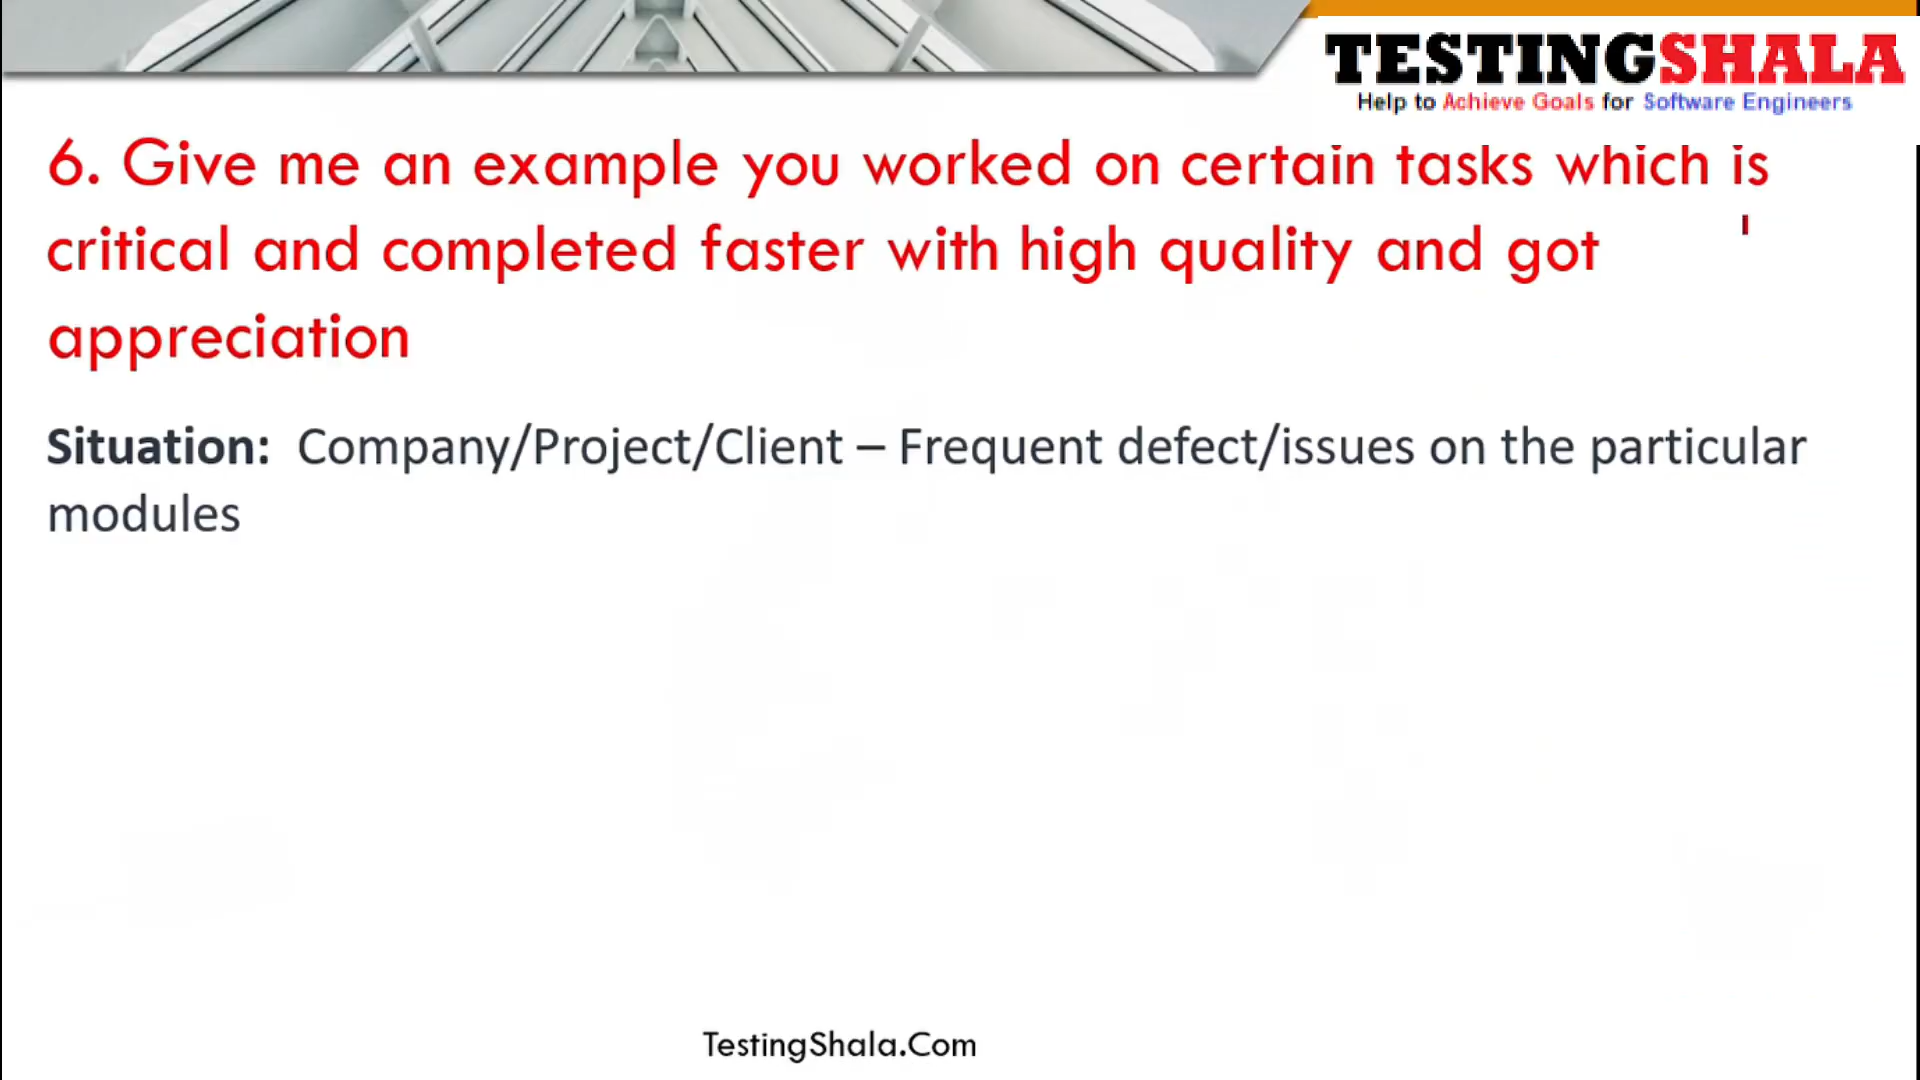 TESTINGSHALA
Help to Achieve Goals for Software Engineers
6. Give me an example you worked on certain tasks which is
critical and completed faster with high quality and got
appreciation
Situation: Company/Project/Client – Frequent defect/issues on the particular
modules
TestingShala.Com